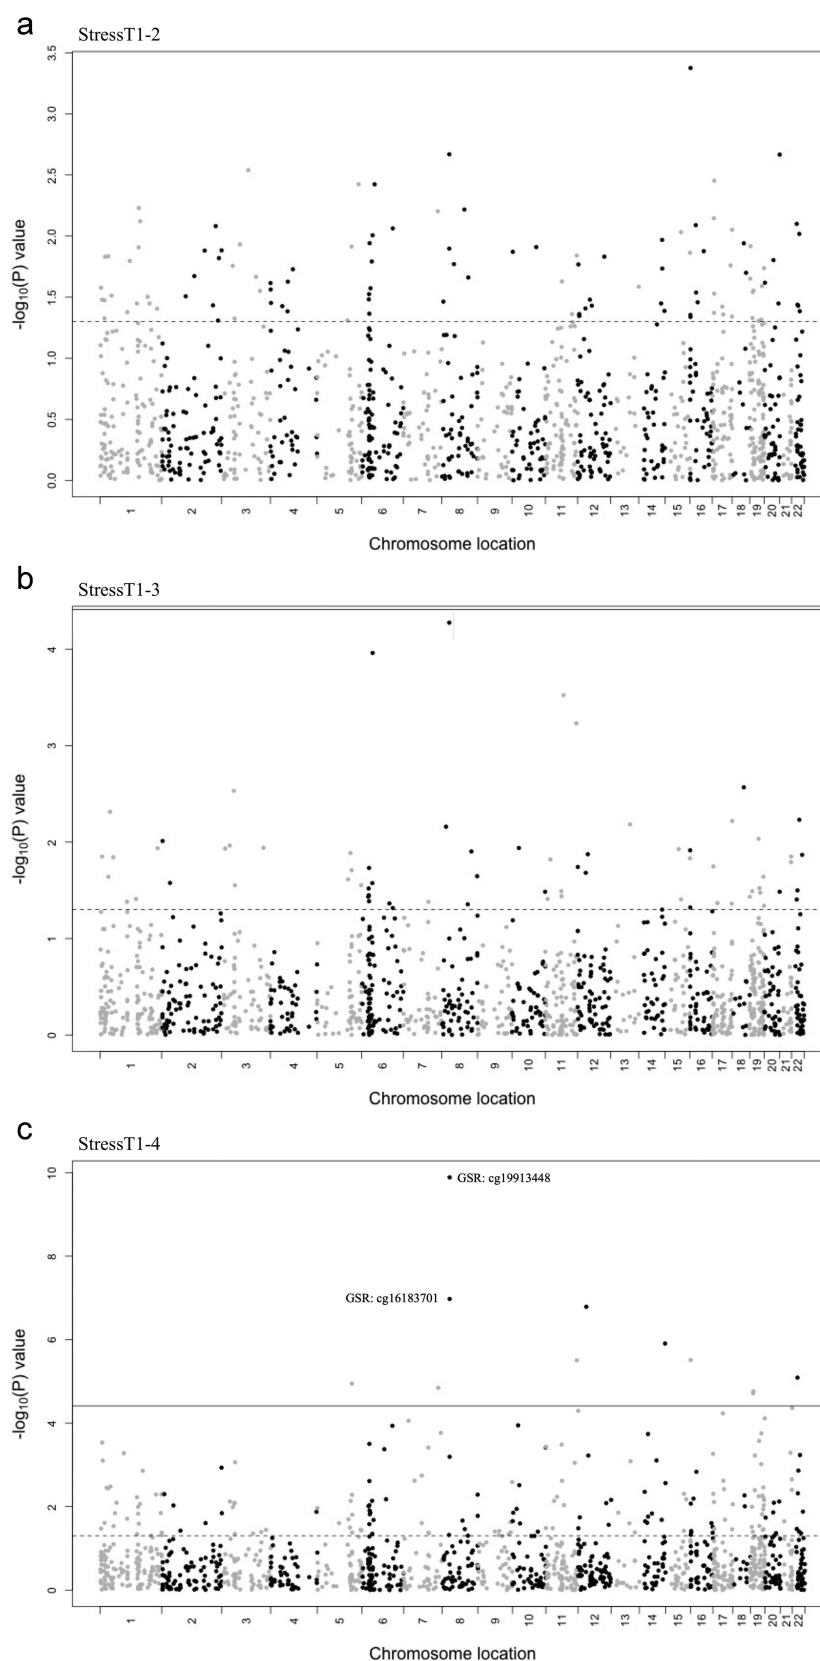 a
StressT1-2
3.5
3.0
2.5
2.0
1.5
1.0
0.5
0.0
-log10(P) value
1 2 3 4 5 6 7 8 9 10 11 12 13 14 15 16 17 18 19 20 21 22
Chromosome location
b
StressT1-3
4
3
2
1
0
-log10(P) value
1 2 3 4 5 6 7 8 9 10 11 12 13 14 15 16 17 18 19 20 21 22
Chromosome location
c
StressT1-4
10
GSR: cg19913448
8
GSR: cg16183701
6
4
2
0
-log10(P) value
1 2 3 4 5 6 7 8 9 10 11 12 13 14 15 16 17 18 19 20 21 22
Chromosome location